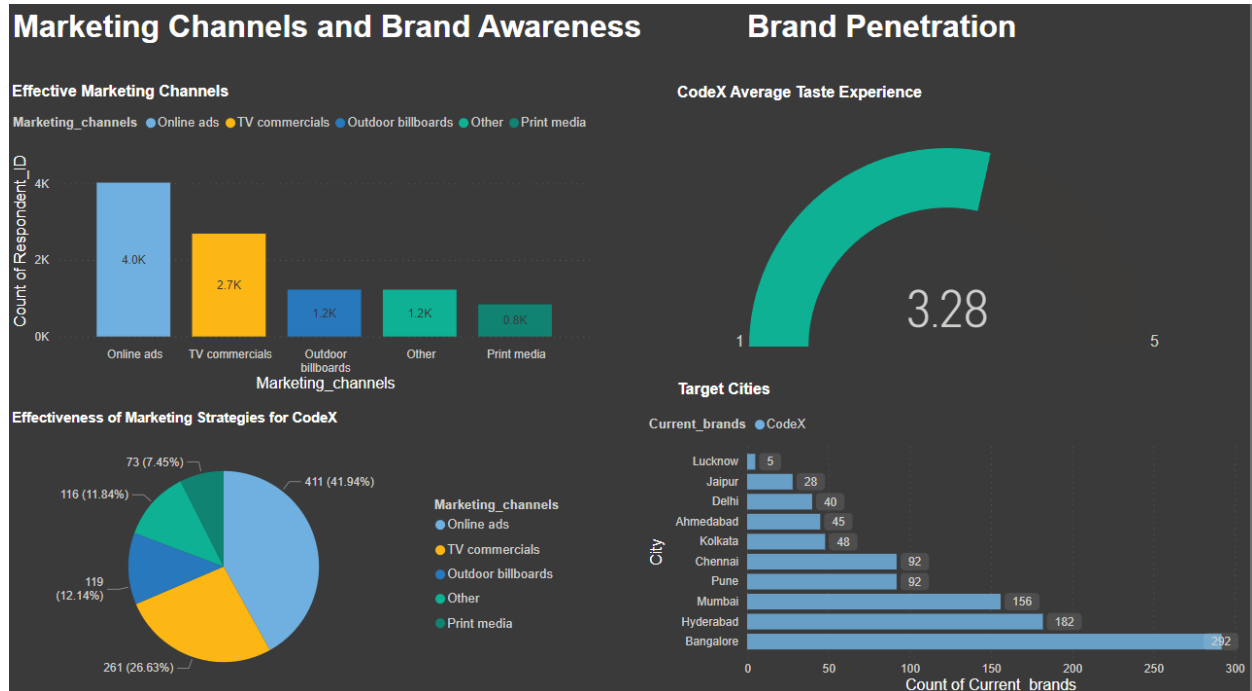 Marketing Channels and Brand Awareness
Effective Marketing Channels
Marketing_channels Online ads TV commercials Outdoor billboards Other Print media
Count of Respondent_ID
4K
2K
0K
4.0K
2.7K
1.2K
1.2K
0.8K
Online ads
TV commercials
Outdoor
billboards
Other
Print media
Marketing_channels
Effectiveness of Marketing Strategies for CodeX
73 (7.45%)
116 (11.84%)
119
(12.14%)
261 (26.63%)
411 (41.94%)
Marketing_channels
Online ads
TV commercials
Outdoor billboards
Other
Print media
Brand Penetration
CodeX Average Taste Experience
3.28
1
5
Target Cities
Current_brands CodeX
City
Lucknow 5
Jaipur 28
Delhi 40
Ahmedabad 45
Kolkata 48
Chennai 92
Pune 92
Mumbai 156
Hyderabad 182
Bangalore 292
0 50 100 150 200 250 300
Count of Current_brands